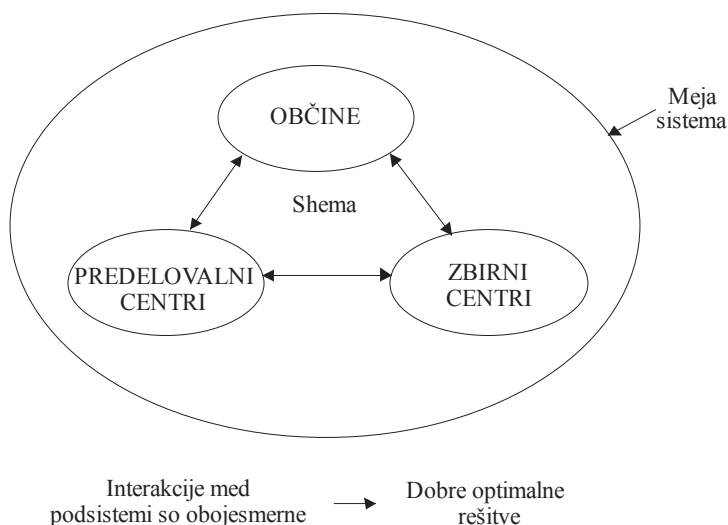 OBČINE
Meja
sistema
Shema
PREDELOVALNI
CENTRI
ZBIRNI
CENTRI
Interakcije med
podsistemi so obojesmerne
Dobre optimalne
rešitve